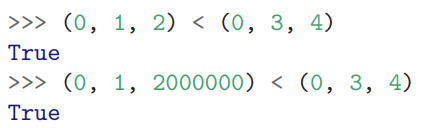 >>> (0, 1, 2) < (0, 3, 4)
True
>>> (0, 1, 2000000) < (0, 3, 4)
True